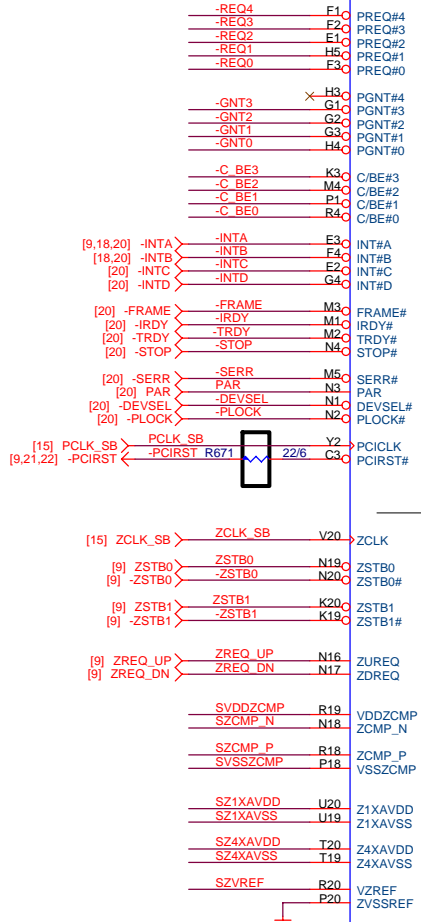 -REQ4 F1 PREQ#4
-REQ3 F2 PREQ#3
-REQ2 E1 PREQ#2
-REQ1 H5 PREQ#1
-REQ0 F3 PREQ#0
H3 PGNT#4
-GNT3 G1 PGNT#3
-GNT2 G2 PGNT#2
-GNT1 G3 PGNT#1
-GNT0 H4 PGNT#0
-C_BE3 K3 C/BE#3
-C_BE2 M4 C/BE#2
-C_BE1 P1 C/BE#1
-C_BE0 R4 C/BE#0
[9,18,20] -INTA -INTA E3 INT#A
[18,20] -INTB -INTB F4 INT#B
[20] -INTC -INTC E2 INT#C
[20] -INTD -INTD G4 INT#D
[20] -FRAME -FRAME M3 FRAME#
[20] -IRDY -IRDY M1 IRDY#
[20] -TRDY -TRDY M2 TRDY#
[20] -STOP -STOP N4 STOP#
[20] -SERR -SERR M5 SERR#
[20] PAR PAR N3 PAR
[20] -DEVSEL -DEVSEL N1 DEVSEL#
[20] -PLOCK -PLOCK N2 PLOCK#
[15] PCLK_SB PCLK_SB Y2 PCICLK
[9,21,22] -PCIRST -PCIRST R671 22/6 C3 PCIRST#
[15] ZCLK_SB ZCLK_SB V20 ZCLK
[9] ZSTB0 ZSTB0 N19 ZSTB0
[9] -ZSTB0 -ZSTB0 N20 ZSTB0#
[9] ZSTB1 ZSTB1 K20 ZSTB1
[9] -ZSTB1 -ZSTB1 K19 ZSTB1#
[9] ZREQ_UP ZREQ_UP N16 ZUREQ
[9] ZREQ_DN ZREQ_DN N17 ZDREQ
SVDDZCMP R19 VDDZCMP
SZCMP_N N18 ZCMP_N
SZCMP_P R18 ZCMP_P
SVSSZCMP P18 VSSZCMP
SZ1XAVDD U20 Z1XAVDD
SZ1XAVSS U19 Z1XAVSS
SZ4XAVDD T20 Z4XAVDD
SZ4XAVSS T19 Z4XAVSS
SZVREF R20 VZREF
P20 ZVSSREF